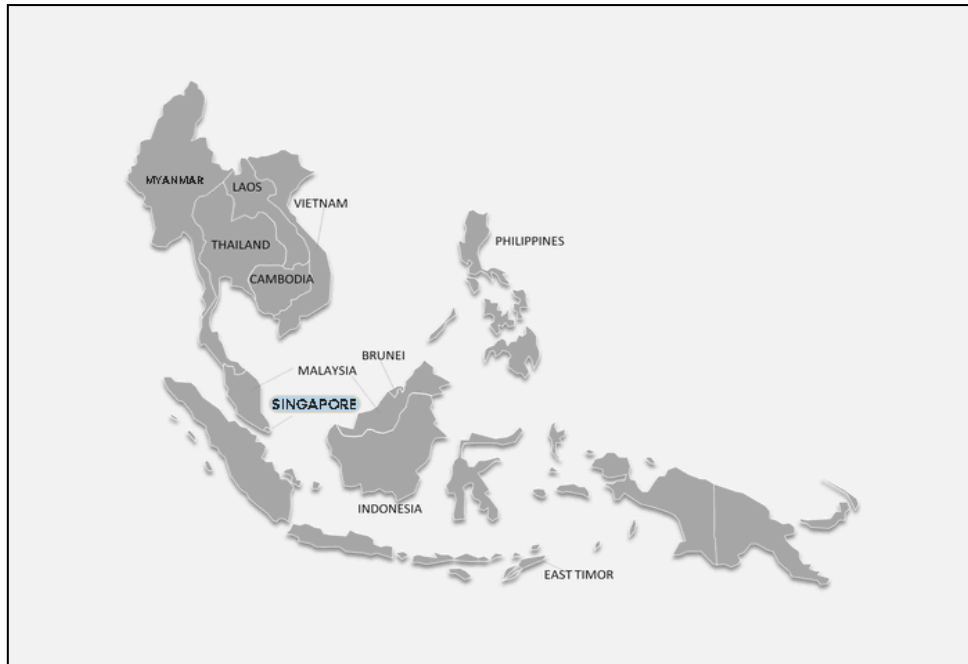 MYANMAR
LAOS
VIETNAM
THAILAND
PHILIPPINES
CAMBODIA
BRUNEI
MALAYSIA
SINGAPORE
INDONESIA
EAST TIMOR